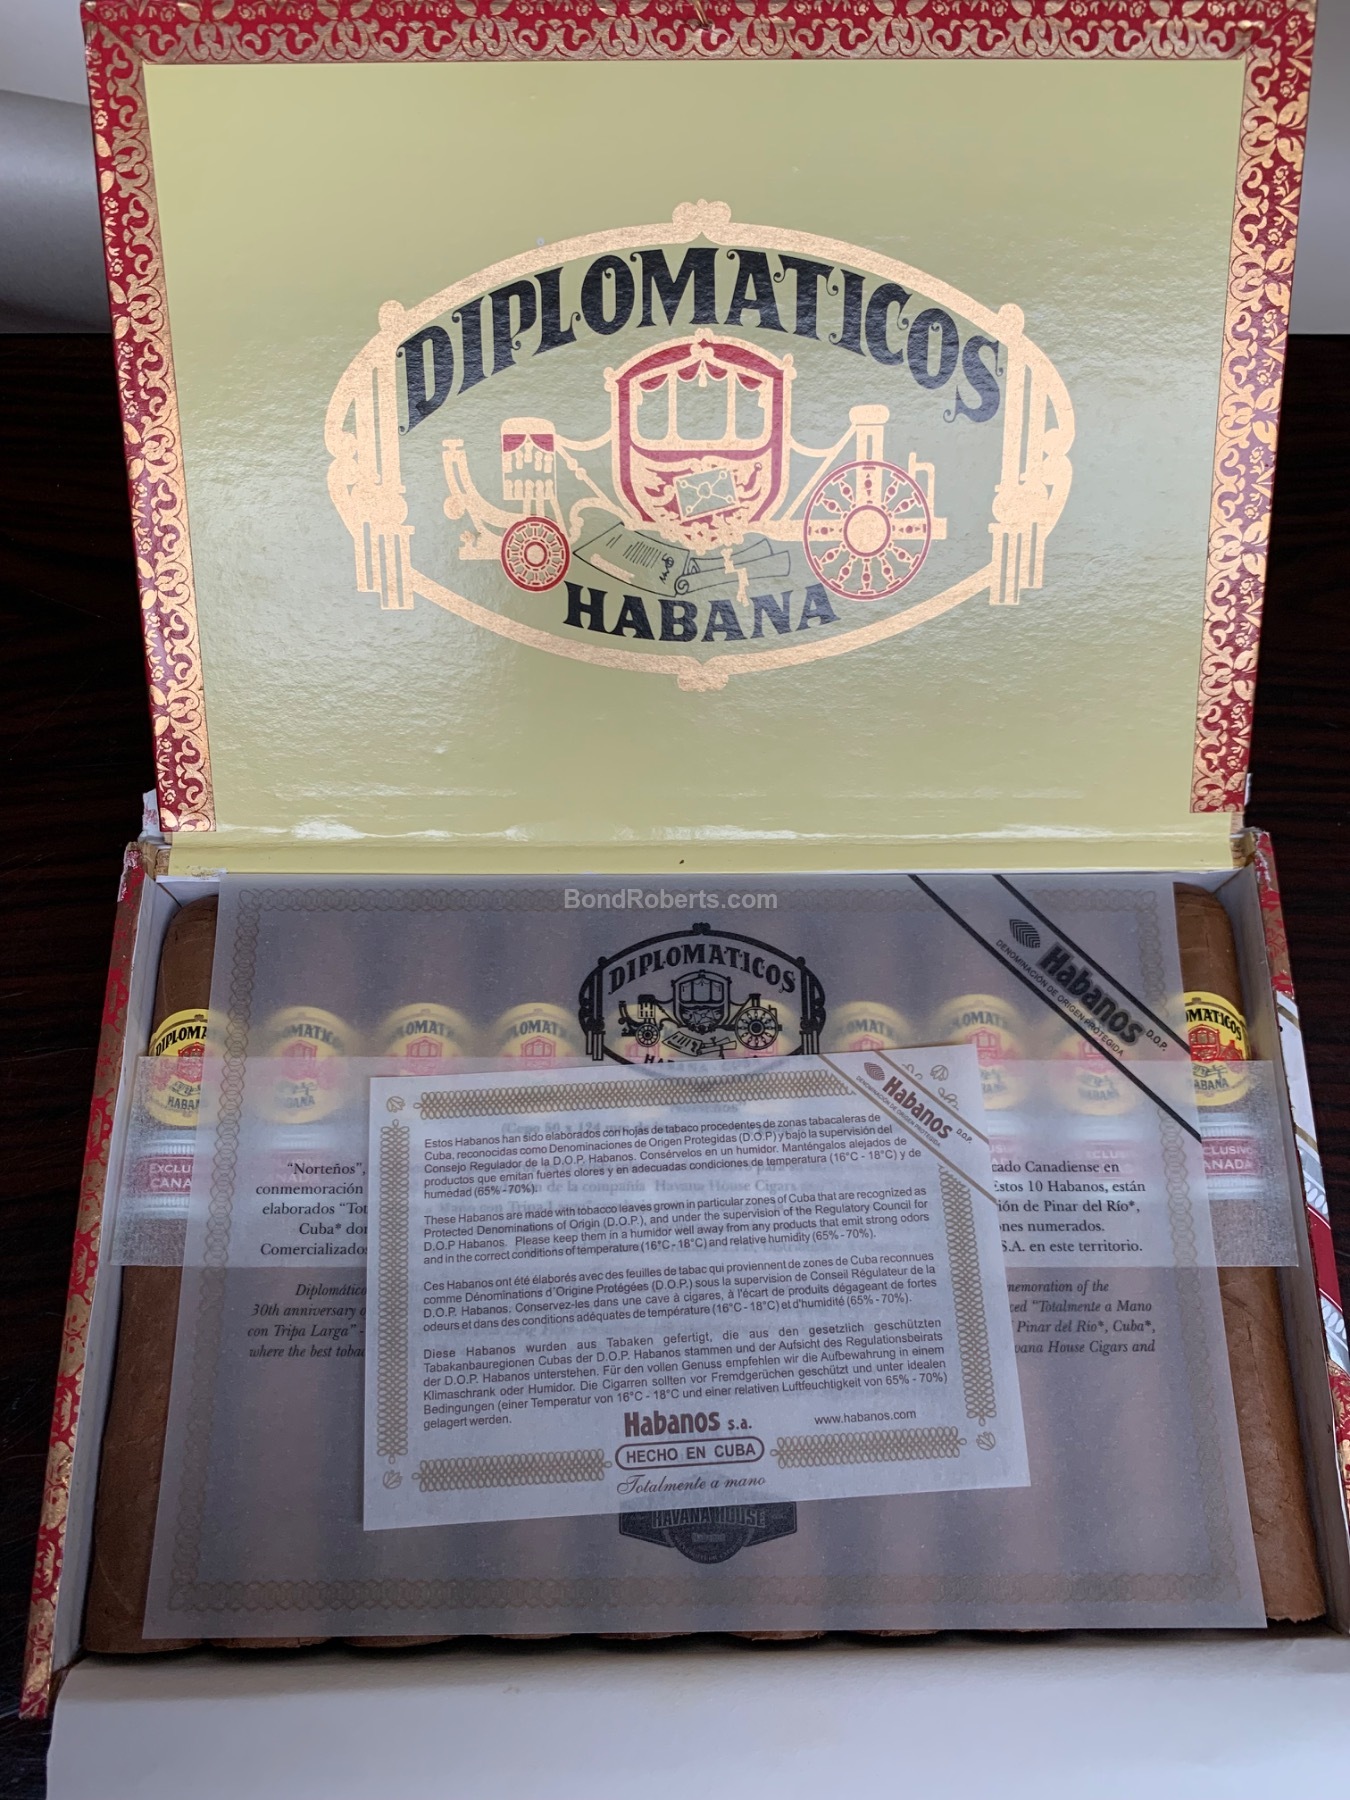 DIPLOMATICOS
HABANA
BondRoberts.com
Habanos D.O.P.
DENOMINACIÓN DE ORIGEN PROTEGIDA
DIPLOMATICOS
Habanos D.O.P.
DENOMINACIÓN DE ORIGEN PROTEGIDA
DIPLOMATICOS
HABANA
EXCLUSIVO
CANADA
Estos Habanos han sido elaborados con hojas de tabaco procedentes de zonas tabacaleras de
Cuba, reconocidas como Denominaciones de Origen Protegidas (D.O.P) y bajo la supervisión del
Consejo Regulador de la D.O.P. Habanos. Consérvelos en un humidor. Manténgalos alejados de
productos que emitan fuertes olores y en adecuadas condiciones de temperatura (16°C - 18°C) y de
humedad (65% - 70%).
These Habanos are made with tobacco leaves grown in particular zones of Cuba that are recognized as
Protected Denominations of Origin (D.O.P.), and under the supervision of the Regulatory Council for
D.O.P Habanos. Please keep them in a humidor well away from any products that emit strong odors
and in the correct conditions of temperature (16°C - 18°C) and relative humidity (65% - 70%).
Ces Habanos ont été élaborés avec des feuilles de tabac qui proviennent de zones de Cuba reconnues
comme Dénominations d'Origine Protégées (D.O.P.) sous la supervision de Conseil Régulateur de la
D.O.P. Habanos. Conservez-les dans une cave à cigares, à l'écart de produits dégageant de fortes
odeurs et dans des conditions adéquates de température (16°C - 18°C) et d'humidité (65% - 70%).
Diese Habanos wurden aus Tabaken gefertigt, die aus den gesetzlich geschützten
Tabakanbauregionen Cubas der D.O.P. Habanos stammen und der Aufsicht des Regulationsbeirats
der D.O.P. Habanos unterstehen. Für den vollen Genuss empfehlen wir die Aufbewahrung in einem
Klimaschrank oder Humidor. Die Cigarren sollten vor Fremdgerüchen geschützt und unter idealen
Bedingungen (einer Temperatur von 16°C - 18°C und einer relativen Luftfeuchtigkeit von 65% - 70%)
gelagert werden.
Habanos s.a.
www.habanos.com
HECHO EN CUBA
Totalmente a mano
"Norteños",
conmemoración
elaborados "Tot
Cuba* don
Comercializados
cado Canadiense en
Estos 10 Habanos, están
ión de Pinar del Río*,
nes numerados.
S.A. en este territorio.
Diplomático
30th anniversary
con Tripa Larga" -
where the best tobac
memoration of the
ced "Totalmente a Mano
Pinar del Río*, Cuba*,
vana House Cigars and
HAVANA HOUSE